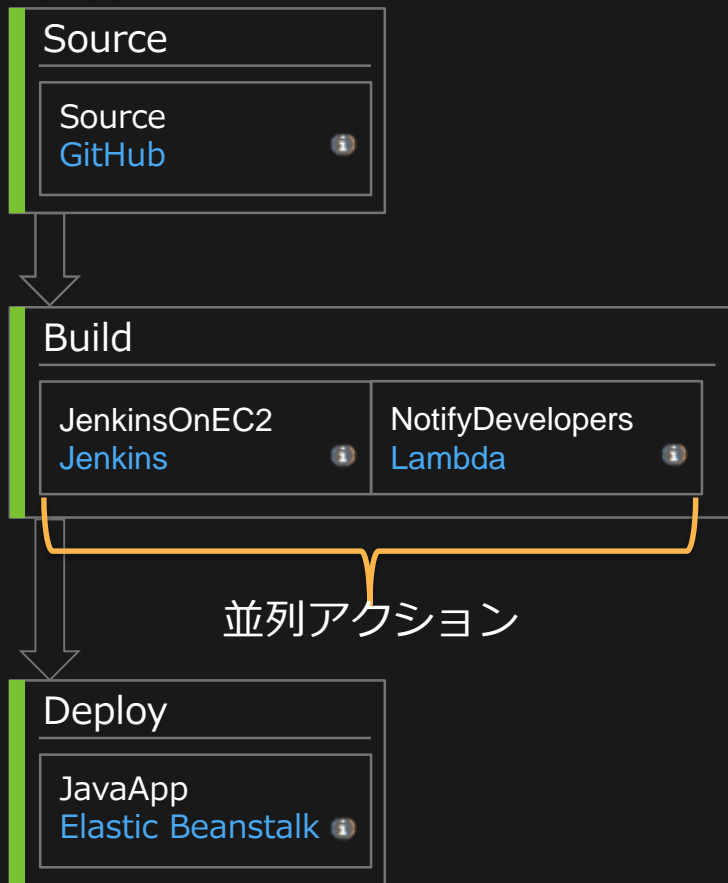 Source
Source
GitHub
Build
JenkinsOnEC2
Jenkins
NotifyDevelopers
Lambda
並列アクション
Deploy
JavaApp
Elastic Beanstalk